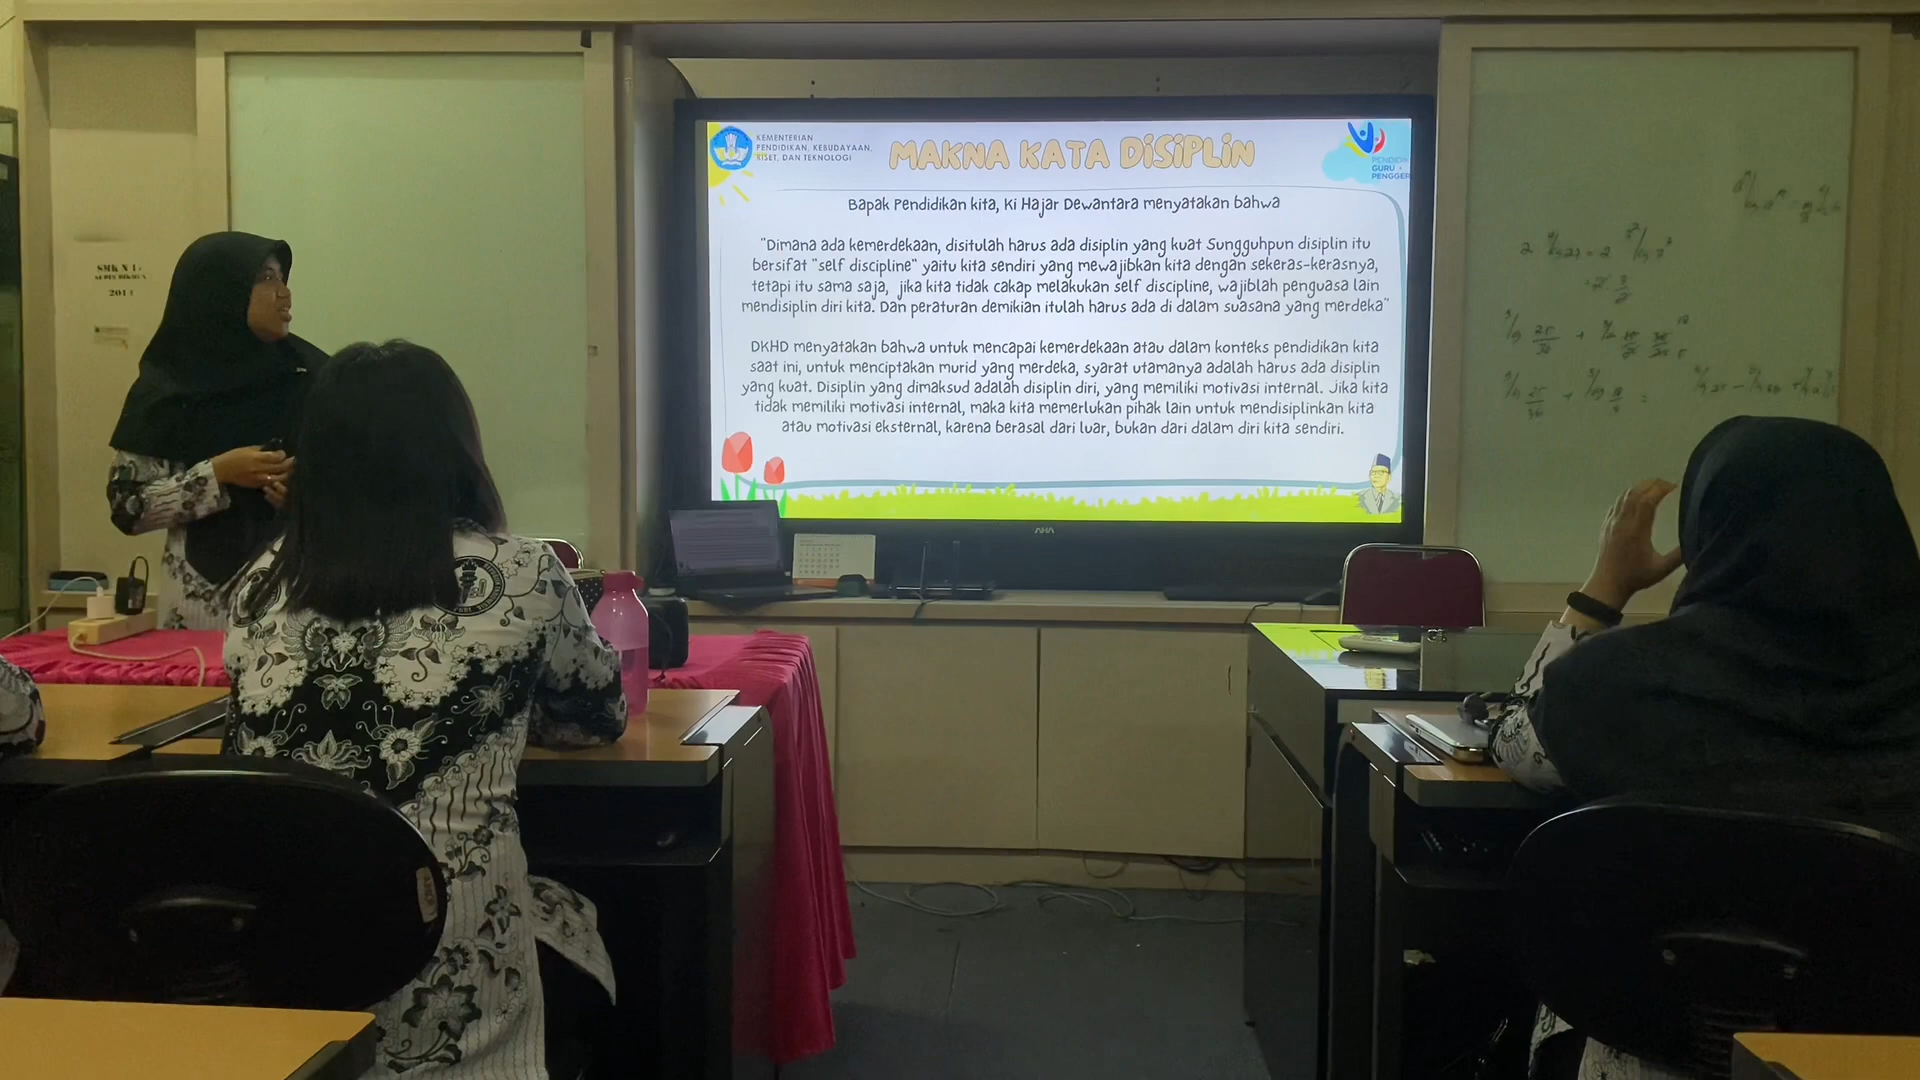 KEMENTERIAN
PENDIDIKAN, KEBUDAYAAN,
RISET, DAN TEKNOLOGI
MAKNA KATA DISIPLIN
PENDIDI
GURU
PENGGER
Bapak Pendidikan kita, Ki Hajar Dewantara menyatakan bahwa
"Dimana ada kemerdekaan, disitulah harus ada disiplin yang kuat Sungguhpun disiplin itu
bersifat "self discipline" yaitu kita sendiri yang mewajibkan kita dengan sekeras-kerasnya,
tetapi itu sama saja, jika kita tidak cakap melakukan self discipline, wajiblah penguasa lain
mendisiplin diri kita. Dan peraturan demikian itulah harus ada di dalam suasana yang merdeka"
DKHD menyatakan bahwa untuk mencapai kemerdekaan atau dalam konteks pendidikan kita
saat ini, untuk menciptakan murid yang merdeka, syarat utamanya adalah harus ada disiplin
yang kuat. Disiplin yang dimaksud adalah disiplin diri, yang memiliki motivasi internal. Jika kita
tidak memiliki motivasi internal, maka kita memerlukan pihak lain untuk mendisiplinkan kita
atau motivasi eksternal, karena berasal dari luar, bukan dari dalam diri kita sendiri.
AHA
SMK N 1
2014